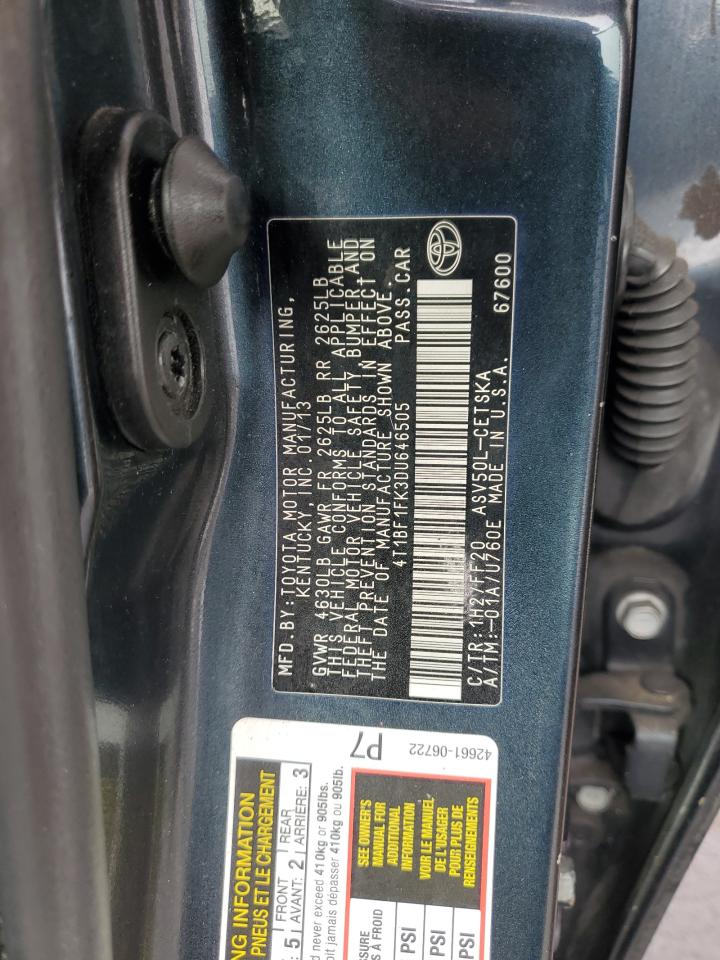 MFD.BY:TOYOTA MOTOR MANUFACTURING,
KENTUCKY, INC.01/13
GVWR 4630LB GAWR FR 2625LB RR 2625LB
THIS VEHICLE CONFORMS TO ALL APPLICABLE
FEDERAL MOTOR VEHICLE SAFETY, BUMPER, AND
THEFT PREVENTION STANDARDS IN EFFECT ON
THE DATE OF MANUFACTURE SHOWN ABOVE.
4T1BF1FK3DU646505 PASS.CAR
C/TR:1H2/FF20 ASV50L-CETSKA
A/TM:-01A/U760E MADE IN U.S.A. 67600
NG INFORMATION
PNEUS ET LE CHARGEMENT
: 5 FRONT AVANT: 2 REAR ARRIÈRE: 3
d never exceed 410kg or 905lbs.
oit jamais dépasser 410kg ou 905lb.
P7
42661-06722
SEE OWNER'S
MANUAL FOR
ADDITIONAL
INFORMATION
VOIR LE MANUEL
DE L'USAGER
POUR PLUS DE
RENSEIGNEMENTS
SSURE
S À FROID
PSI
PSI
PSI